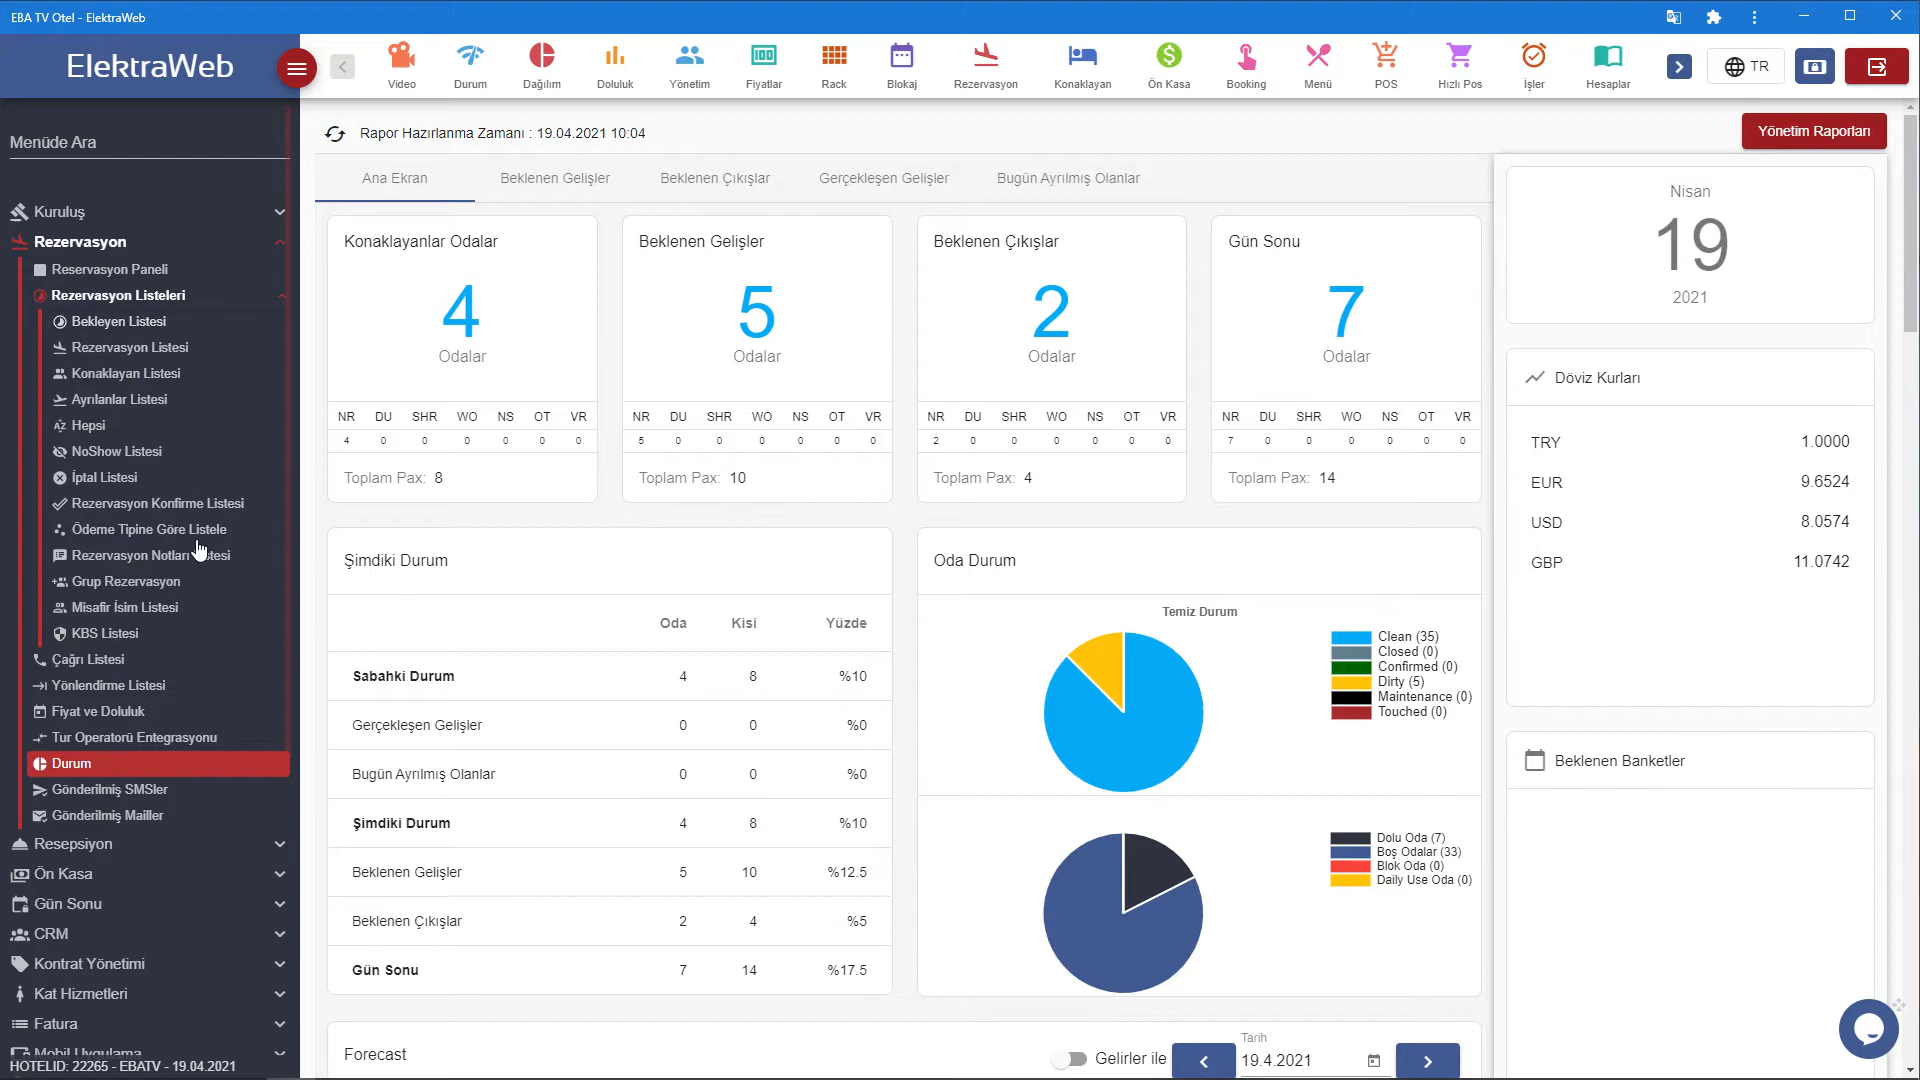 EBA TV Otel - ElektraWeb
ElektraWeb
Video
Durum
Dağılım
Doluluk
Yönetim
Fiyatlar
Rack
Blokaj
Rezervasyon
Konaklayan
Ön Kasa
Booking
Menü
POS
Hızlı Pos
İşler
Hesaplar
TR
Menüde Ara
Kuruluş
Rezervasyon
Reservasyon Paneli
Rezervasyon Listeleri
Bekleyen Listesi
Rezervasyon Listesi
Konaklayan Listesi
Ayrılanlar Listesi
Hepsi
NoShow Listesi
İptal Listesi
Rezervasyon Konfirme Listesi
Ödeme Tipine Göre Listele
Rezervasyon Notları
Grup Rezervasyon
Misafir İsim Listesi
KBS Listesi
Çağrı Listesi
Yönlendirme Listesi
Fiyat ve Doluluk
Tur Operatorü Entegrasyonu
Durum
Gönderilmiş SMSler
Gönderilmiş Mailler
Resepsiyon
Ön Kasa
Gün Sonu
CRM
Kontrat Yönetimi
Kat Hizmetleri
Fatura
Mobil Uygulama
HOTELID: 22265 - EBATV - 19.04.2021
Rapor Hazırlanma Zamanı : 19.04.2021 10:04
Yönetim Raporları
Ana Ekran Beklenen Gelişler Beklenen Çıkışlar Gerçekleşen Gelişler Bugün Ayrılmış Olanlar
Konaklayanlar Odalar
4
Odalar
NR DU SHR WO NS OT VR
4 0 0 0 0 0 0
Toplam Pax: 8
Beklenen Gelişler
5
Odalar
NR DU SHR WO NS OT VR
5 0 0 0 0 0 0
Toplam Pax: 10
Beklenen Çıkışlar
2
Odalar
NR DU SHR WO NS OT VR
2 0 0 0 0 0 0
Toplam Pax: 4
Gün Sonu
7
Odalar
NR DU SHR WO NS OT VR
7 0 0 0 0 0 0
Toplam Pax: 14
Şimdiki Durum
Oda Kisi Yüzde
Sabahki Durum 4 8 %10
Gerçekleşen Gelişler 0 0 %0
Bugün Ayrılmış Olanlar 0 0 %0
Şimdiki Durum 4 8 %10
Beklenen Gelişler 5 10 %12.5
Beklenen Çıkışlar 2 4 %5
Gün Sonu 7 14 %17.5
Oda Durum
Temiz Durum
Clean (35)
Closed (0)
Confirmed (0)
Dirty (5)
Maintenance (0)
Touched (0)
Dolu Oda (7)
Boş Odalar (33)
Blok Oda (0)
Daily Use Oda (0)
Forecast
Gelirler ile
Tarih
19.4.2021
Nisan
19
2021
Döviz Kurları
TRY 1.0000
EUR 9.6524
USD 8.0574
GBP 11.0742
Beklenen Banketler